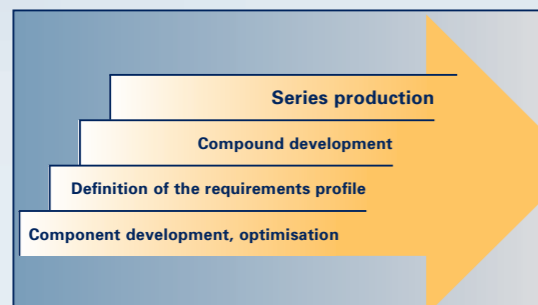 Series production
Compound development
Definition of the requirements profile
Component development, optimisation